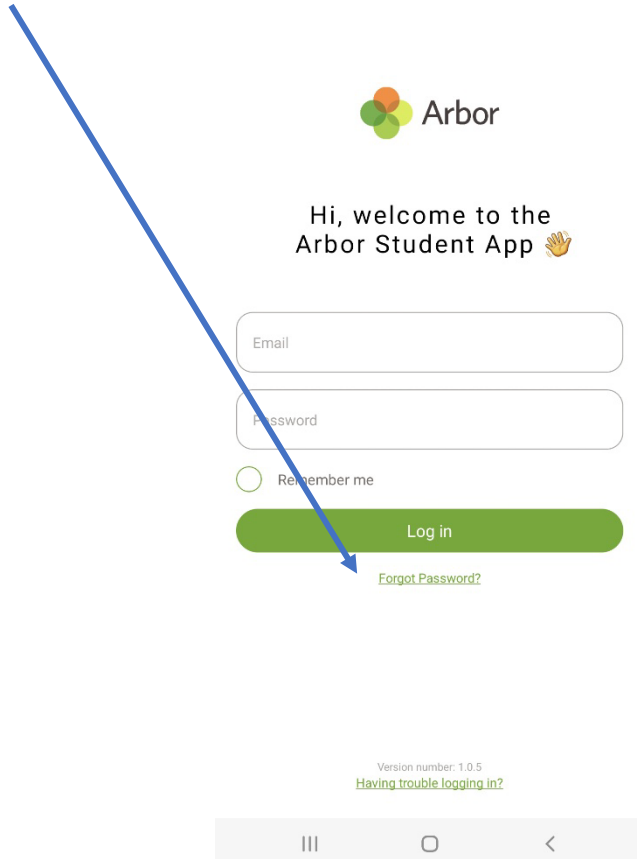 Arbor
Hi, welcome to the
Arbor Student App 👋
Email
Password
Remember me
Log in
Forgot Password?
Version number: 1.0.5
Having trouble logging in?